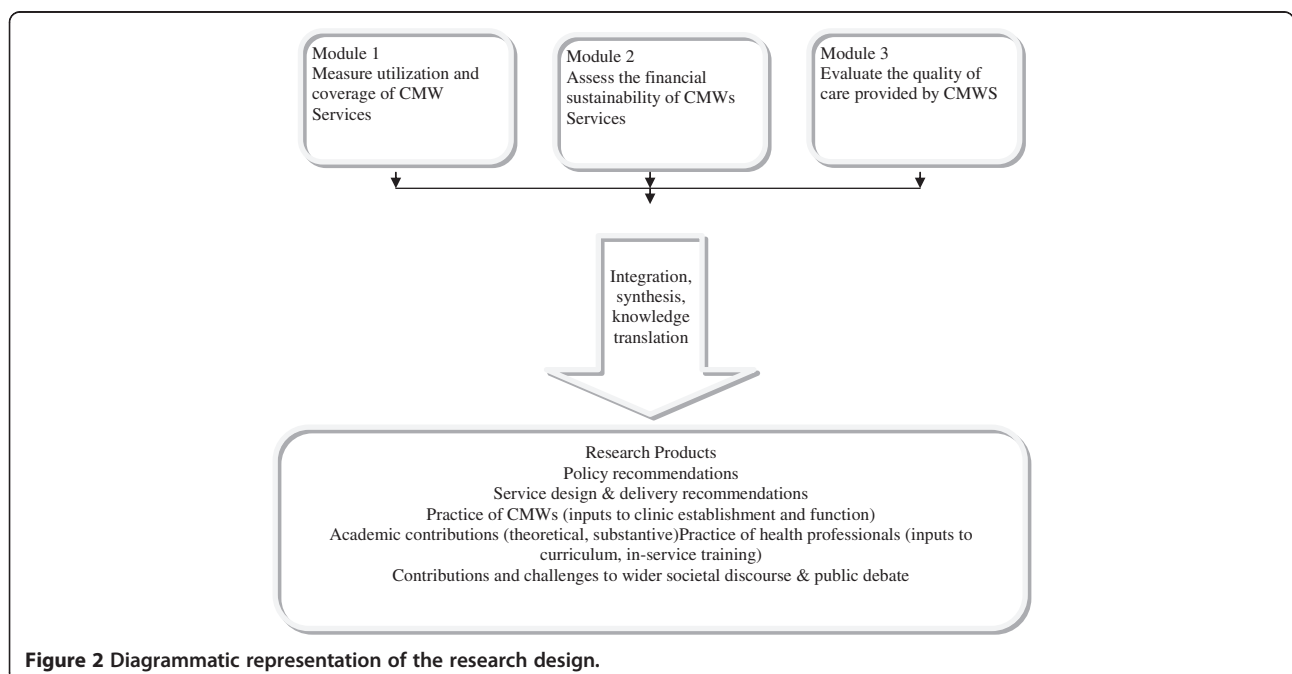 Module 1
Measure utilization and
coverage of CMW
Services
Module 2
Assess the financial
sustainability of CMWs
Services
Module 3
Evaluate the quality of
care provided by CMWS
Integration,
synthesis,
knowledge
translation
Research Products
Policy recommendations
Service design & delivery recommendations
Practice of CMWs (inputs to clinic establishment and function)
Academic contributions (theoretical, substantive)Practice of health professionals (inputs to
curriculum, in-service training)
Contributions and challenges to wider societal discourse & public debate
Figure 2 Diagrammatic representation of the research design.